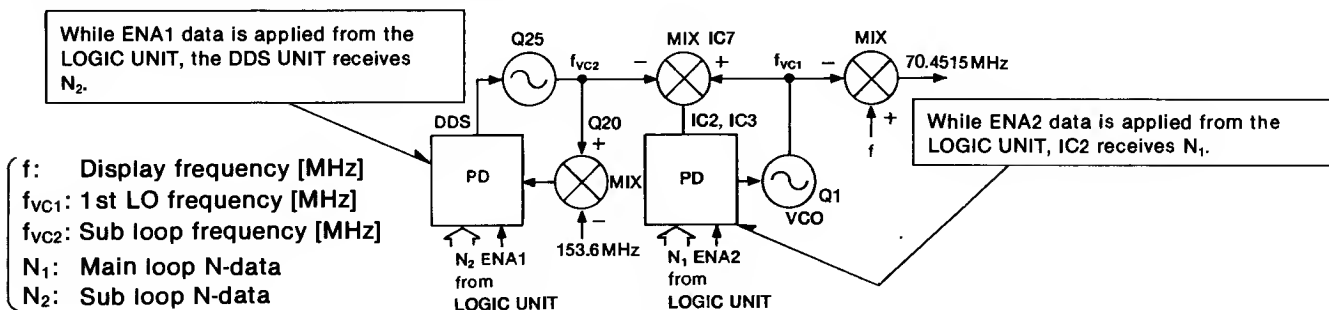 While ENA1 data is applied from the
LOGIC UNIT, the DDS UNIT receives
N₂.
Q25
fVC2
−
MIX IC7
+
fVC1
−
MIX
70.4515MHz
+
f
DDS
Q20
+
IC2, IC3
While ENA2 data is applied from the
LOGIC UNIT, IC2 receives N₁.
PD
MIX
−
153.6MHz
PD
Q1
VCO
N₂ ENA1
from
LOGIC UNIT
N₁ ENA2
from
LOGIC UNIT
f: Display frequency [MHz]
fVC1: 1st LO frequency [MHz]
fVC2: Sub loop frequency [MHz]
N₁: Main loop N-data
N₂: Sub loop N-data